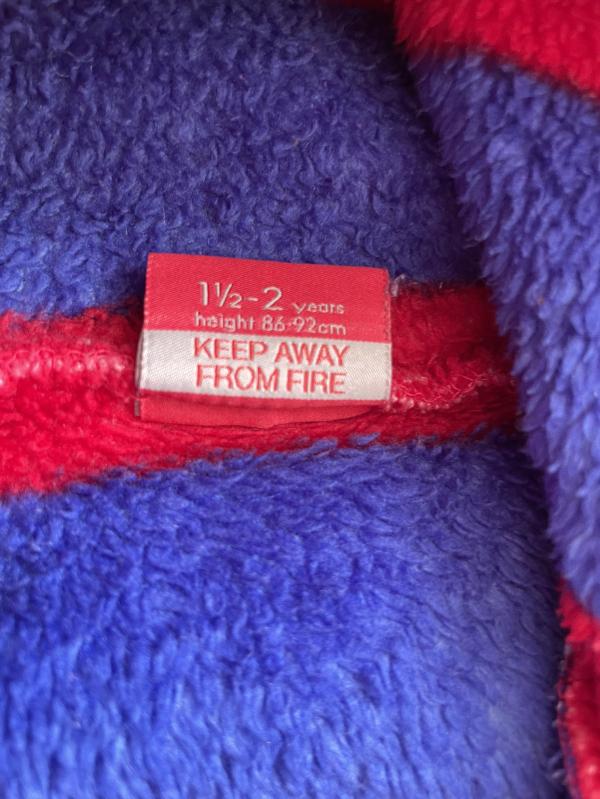 1½-2 years
height 86-92cm
KEEP AWAY
FROM FIRE